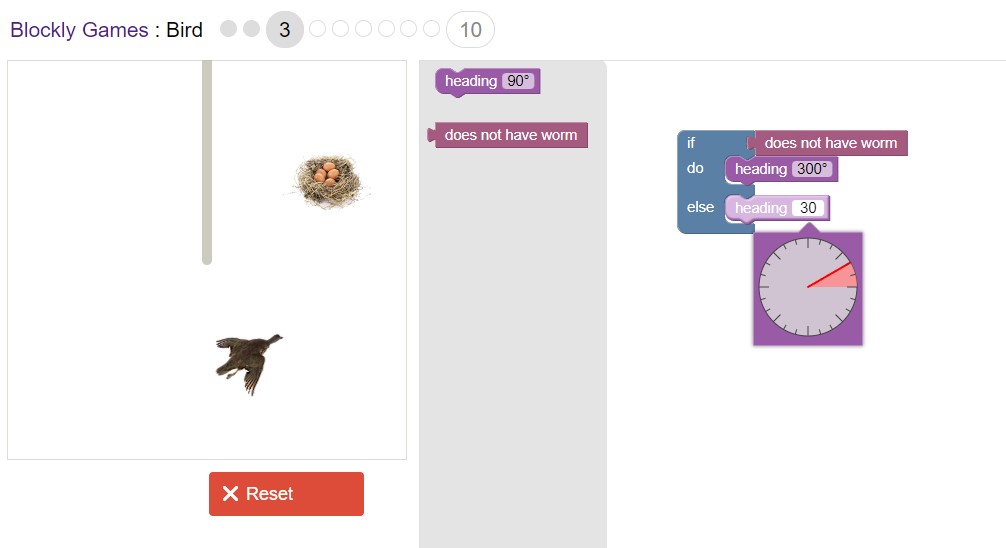 Blockly Games : Bird 3 10
heading 90°
does not have worm
if does not have worm
do heading 300°
else heading 30
Reset